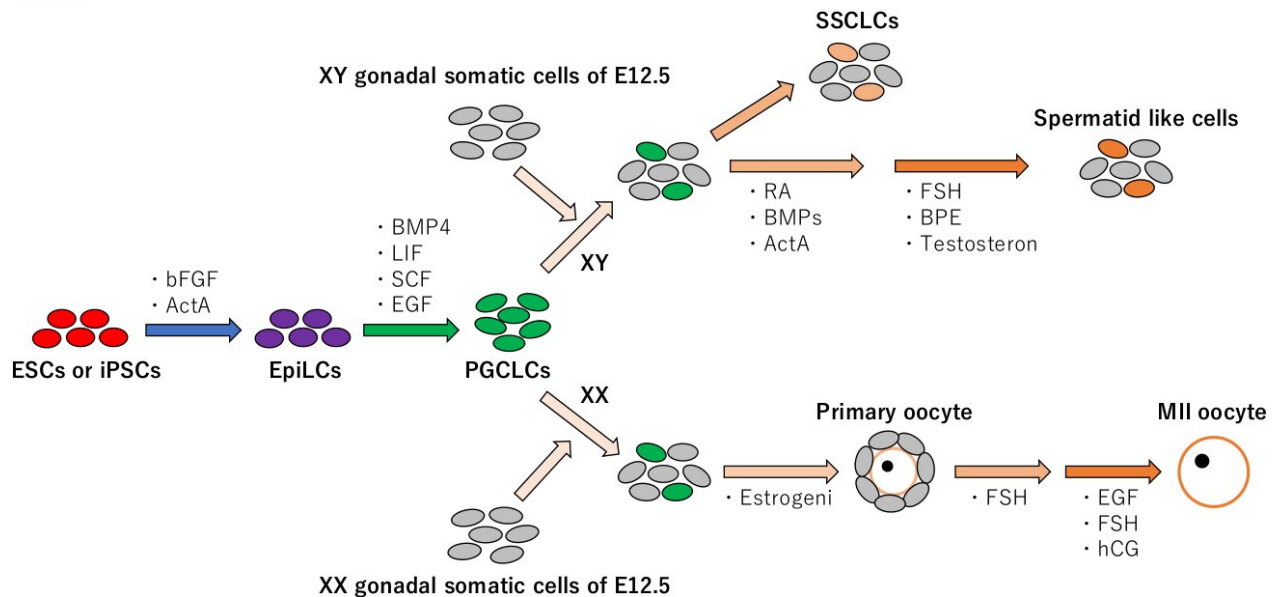 SSCLCs
XY gonadal somatic cells of E12.5
Spermatid like cells
・RA
・BMPs
・ActA
・FSH
・BPE
・Testosteron
・BMP4
・LIF
・SCF
・EGF
XY
・bFGF
・ActA
ESCs or iPSCs
EpiLCs
PGCLCs
XX
Primary oocyte
MII oocyte
・Estrogeni
・FSH
・EGF
・FSH
・hCG
XX gonadal somatic cells of E12.5